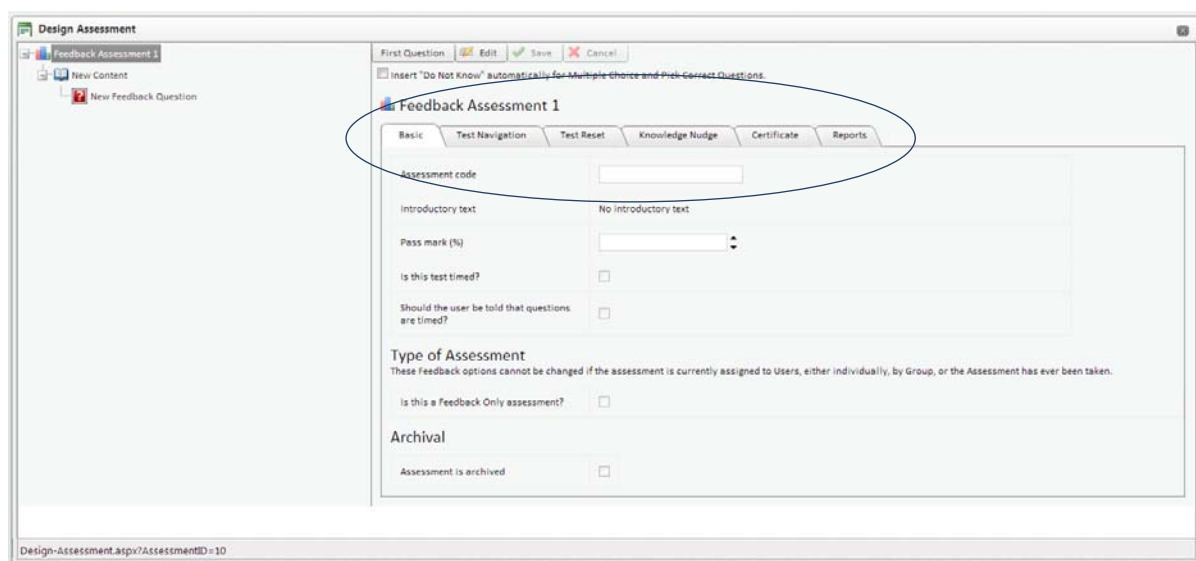 Design Assessment
Feedback Assessment 1
New Content
New Feedback Question
First Question Edit Save Cancel
Insert "Do Not Know" automatically for Multiple Choice and Pick Correct Questions.
Feedback Assessment 1
Basic Test Navigation Test Reset Knowledge Nudge Certificate Reports
Assessment code
Introductory text No introductory text
Pass mark (%)
Is this test timed?
Should the user be told that questions
are timed?
Type of Assessment
These Feedback options cannot be changed if the assessment is currently assigned to Users, either individually, by Group, or the Assessment has ever been taken.
Is this a Feedback Only assessment?
Archival
Assessment is archived
Design-Assessment.aspx?AssessmentID=10